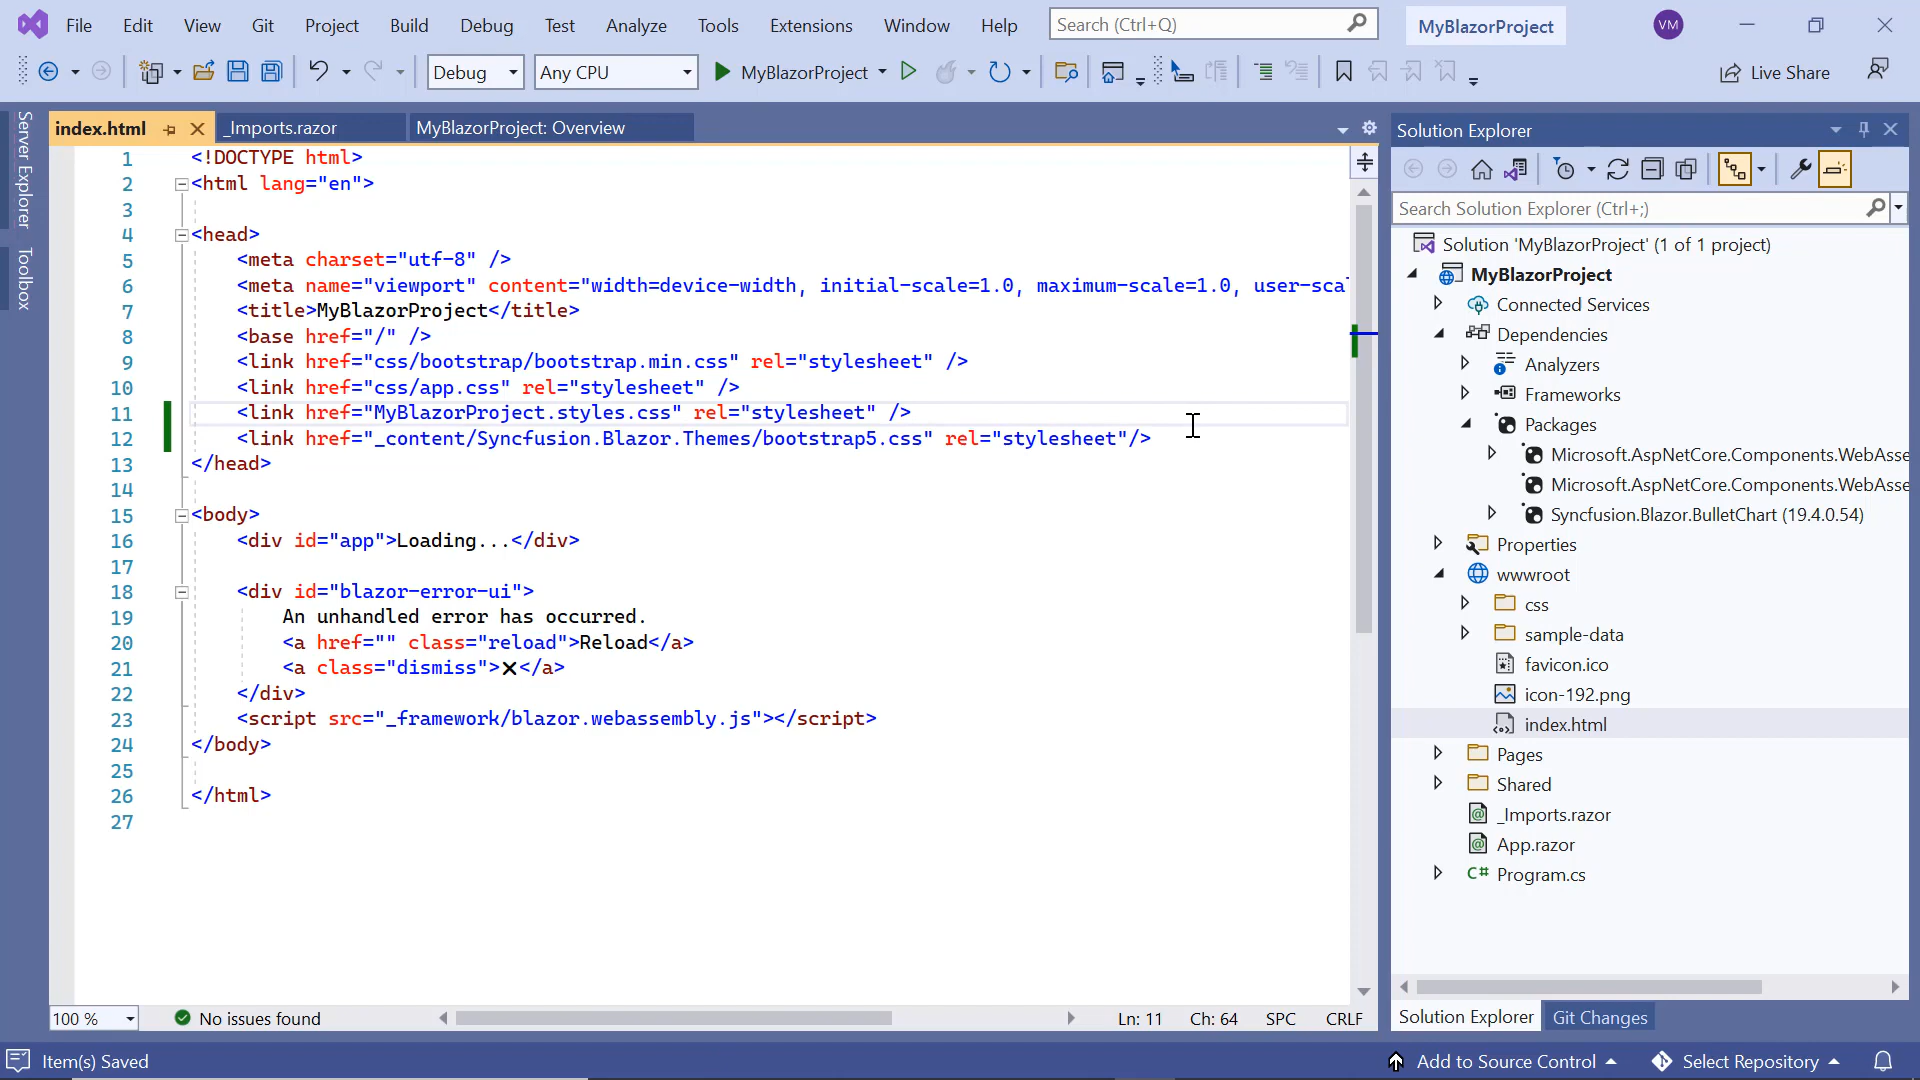 File Edit View Git Project Build Debug Test Analyze Tools Extensions Window Help Search (Ctrl+Q) MyBlazorProject VM
Debug Any CPU MyBlazorProject Live Share
Server Explorer
Toolbox
index.html _Imports.razor MyBlazorProject: Overview
1 <!DOCTYPE html>
2 <html lang="en">
3
4 <head>
5 <meta charset="utf-8" />
6 <meta name="viewport" content="width=device-width, initial-scale=1.0, maximum-scale=1.0, user-scal
7 <title>MyBlazorProject</title>
8 <base href="/" />
9 <link href="css/bootstrap/bootstrap.min.css" rel="stylesheet" />
10 <link href="css/app.css" rel="stylesheet" />
11 <link href="MyBlazorProject.styles.css" rel="stylesheet" />
12 <link href="_content/Syncfusion.Blazor.Themes/bootstrap5.css" rel="stylesheet"/>
13 </head>
14
15 <body>
16 <div id="app">Loading...</div>
17
18 <div id="blazor-error-ui">
19 An unhandled error has occurred.
20 <a href="" class="reload">Reload</a>
21 <a class="dismiss">🗙</a>
22 </div>
23 <script src="_framework/blazor.webassembly.js"></script>
24 </body>
25
26 </html>
27
100 % No issues found Ln: 11 Ch: 64 SPC CRLF
Solution Explorer
Search Solution Explorer (Ctrl+;)
Solution 'MyBlazorProject' (1 of 1 project)
MyBlazorProject
Connected Services
Dependencies
Analyzers
Frameworks
Packages
Microsoft.AspNetCore.Components.WebAsse
Microsoft.AspNetCore.Components.WebAsse
Syncfusion.Blazor.BulletChart (19.4.0.54)
Properties
wwwroot
css
sample-data
favicon.ico
icon-192.png
index.html
Pages
Shared
_Imports.razor
App.razor
C# Program.cs
Solution Explorer Git Changes
Item(s) Saved Add to Source Control Select Repository